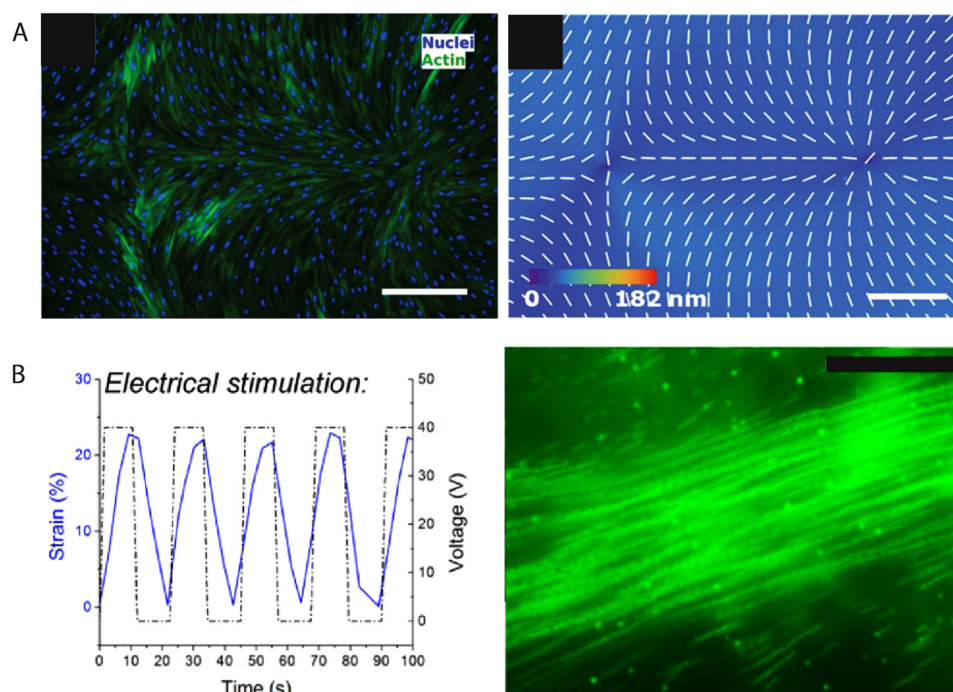 A
Nuclei
Actin
0 182 nm
B
Electrical stimulation:
Strain (%)
30
20
10
0
50
40
30
20
10
0
Voltage (V)
0 10 20 30 40 50 60 70 80 90 100
Time (s)